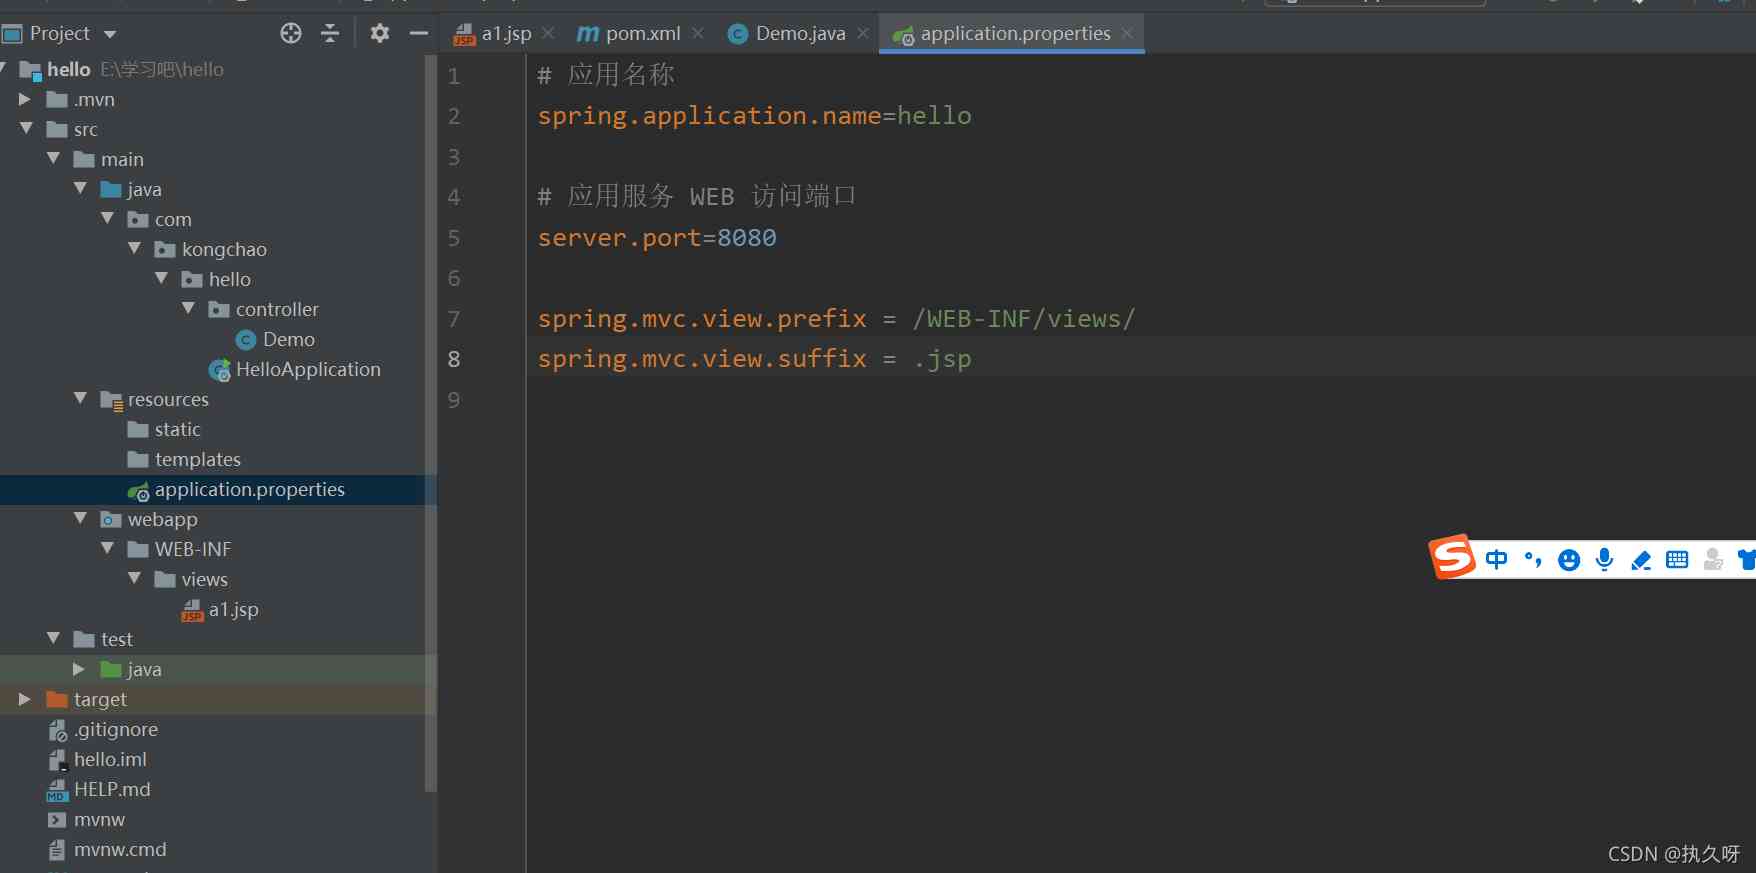 Project
a1.jsp
pom.xml
Demo.java
application.properties
hello E:\学习吧\hello
.mvn
src
main
java
com
kongchao
hello
controller
Demo
HelloApplication
resources
static
templates
application.properties
webapp
WEB-INF
views
a1.jsp
test
java
target
.gitignore
hello.iml
HELP.md
mvnw
mvnw.cmd
1 # 应用名称
2 spring.application.name=hello
3
4 # 应用服务 WEB 访问端口
5 server.port=8080
6
7 spring.mvc.view.prefix = /WEB-INF/views/
8 spring.mvc.view.suffix = .jsp
9
S 中
CSDN @执久呀